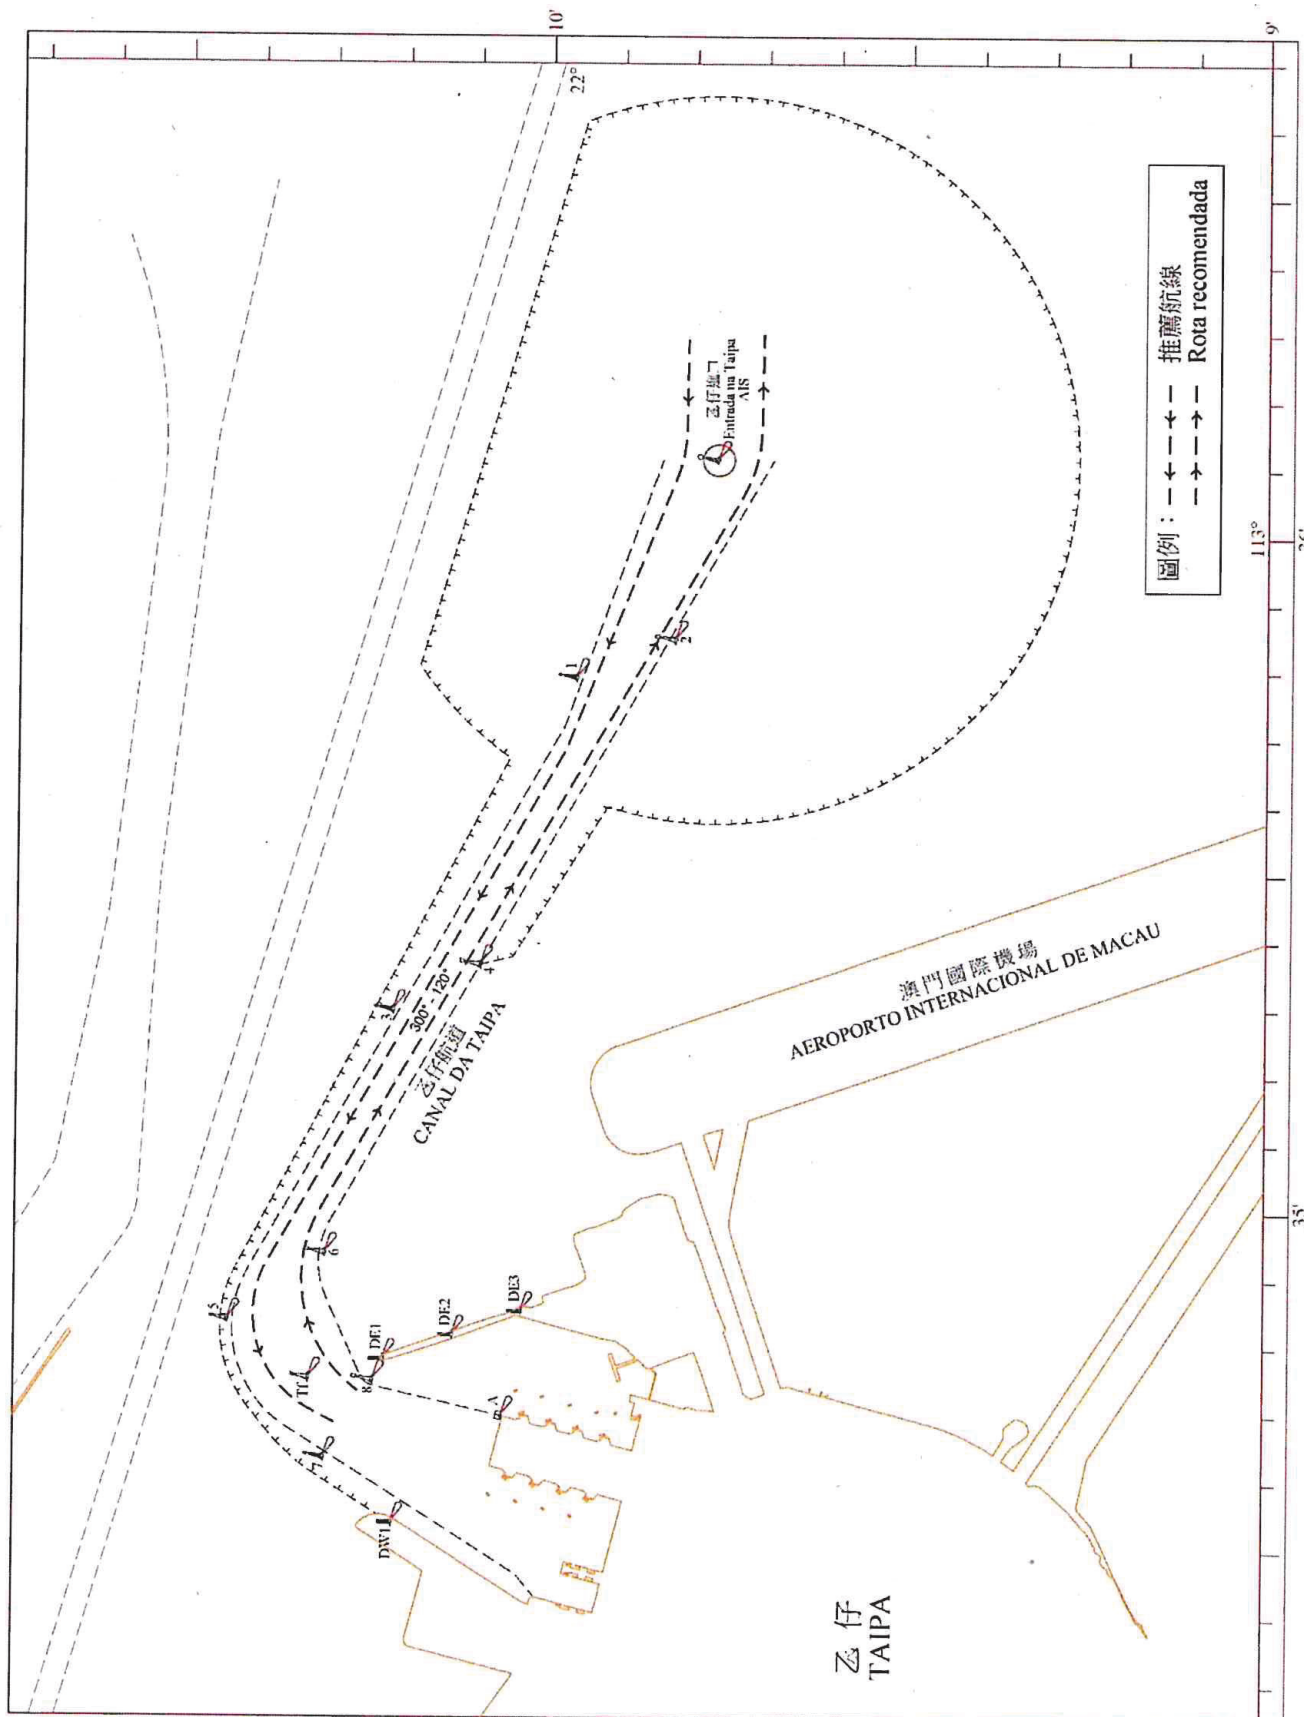 10'
22°
9'
113°
36'
35'
氹仔進口
Entrada na Taipa
AIS
1
2
3
4
5
6
7
8
T1
A
DE1
DE2
DE3
DW1
300° - 120°
氹仔航道
CANAL DA TAIPA
澳門國際機場
AEROPORTO INTERNACIONAL DE MACAU
氹仔
TAIPA
圖例：推薦航線
Rota recomendada